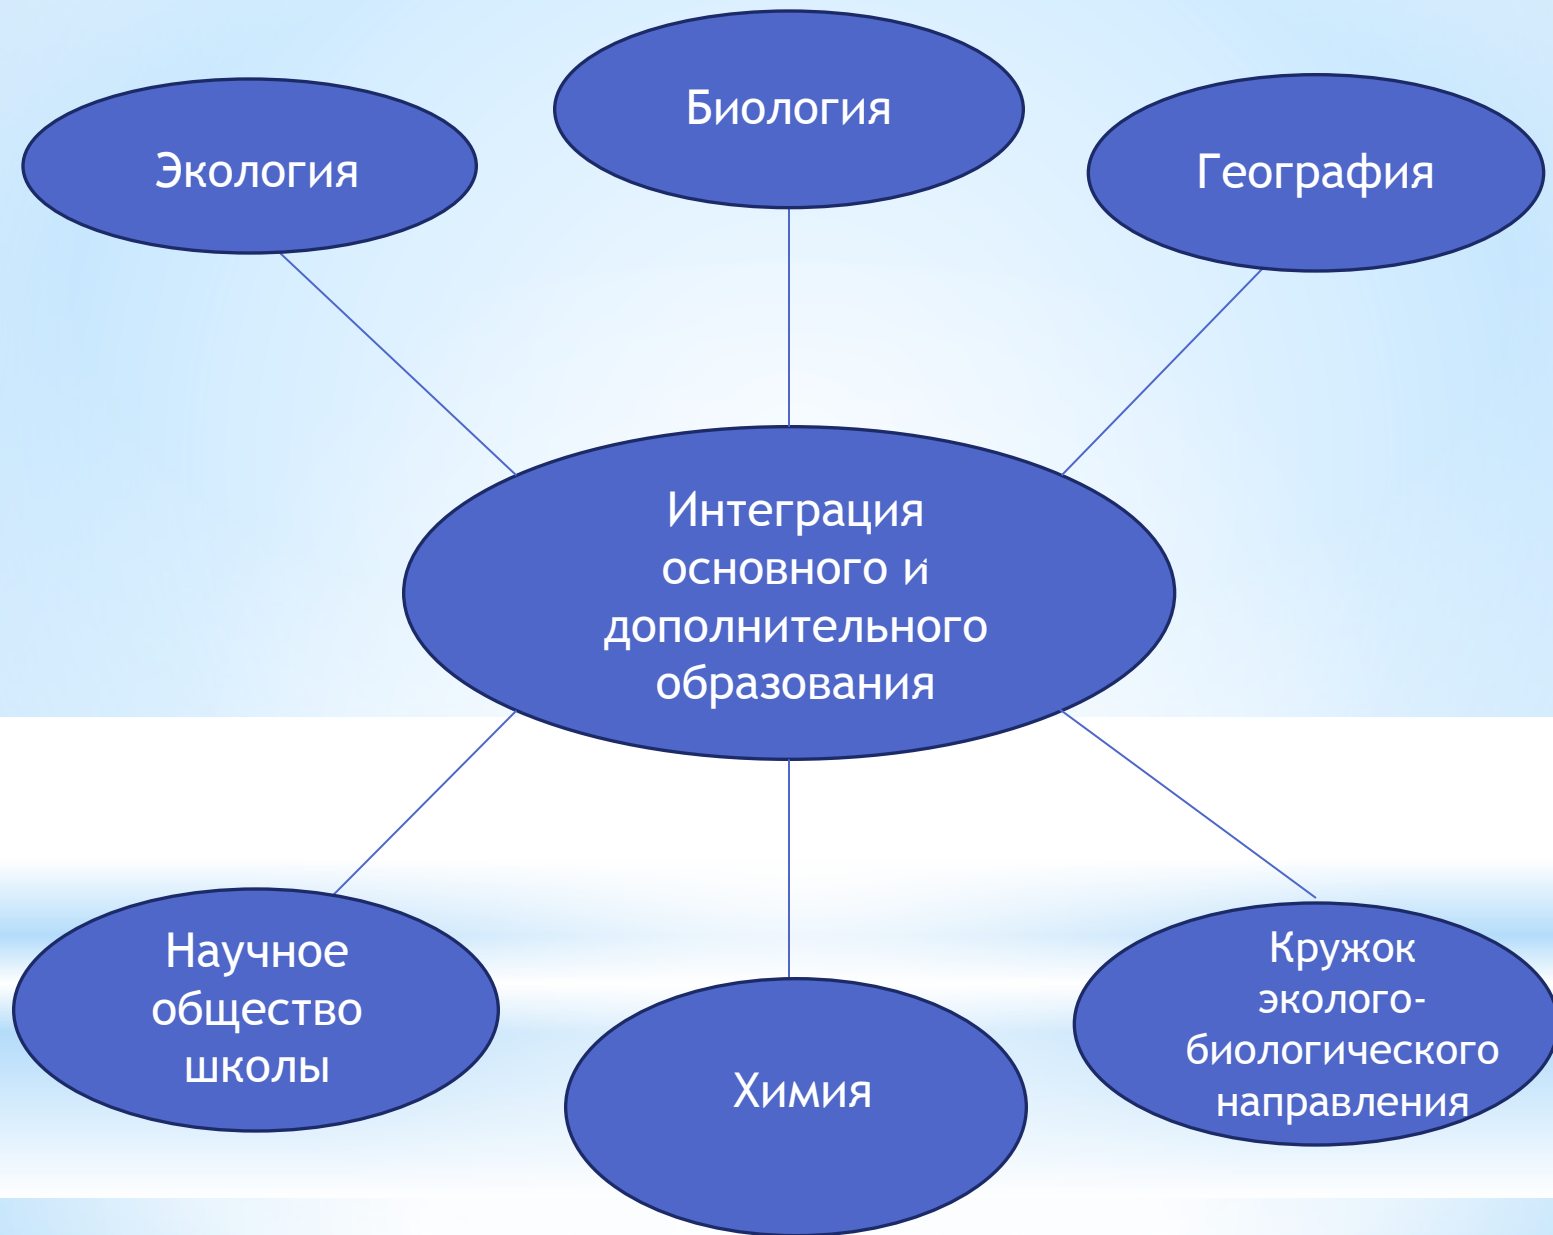 Биология
Экология
География
Интеграция
основного и
дополнительного
образования
Научное
общество
школы
Химия
Кружок
эколого-
биологического
направления